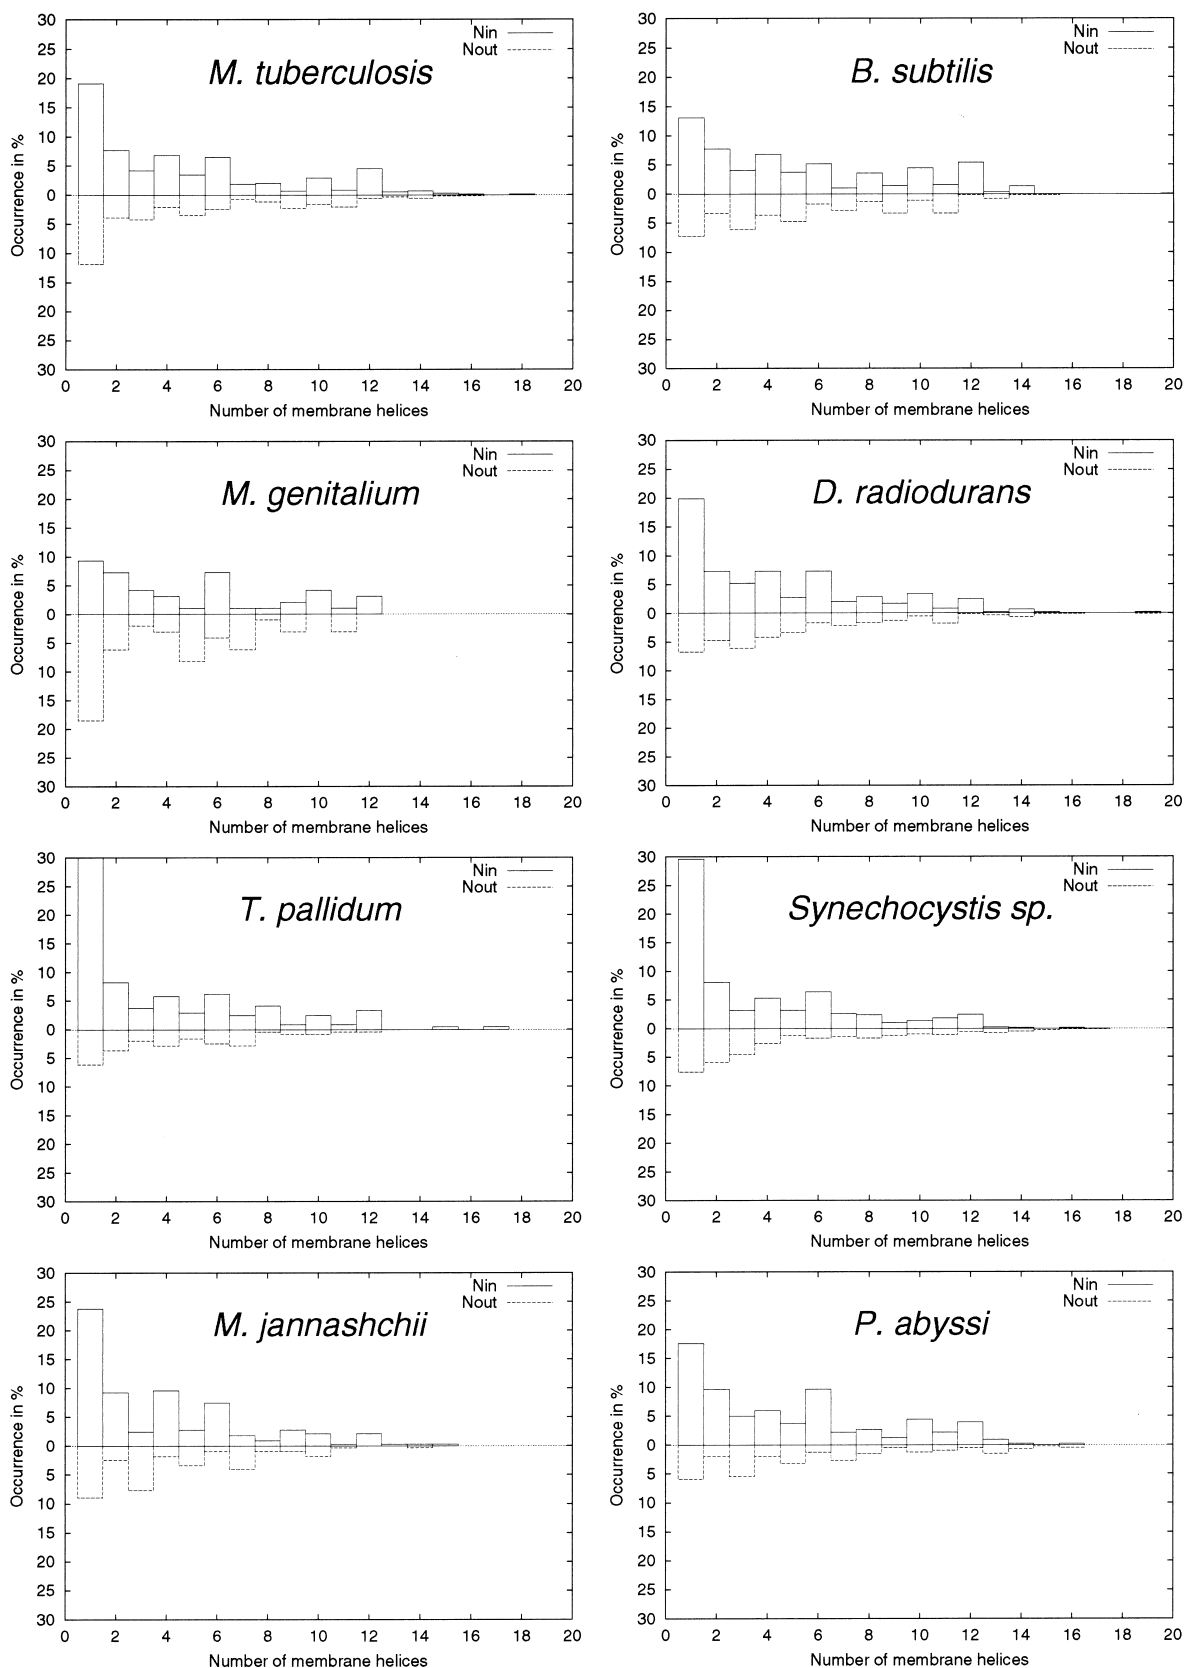 30
25
20
15
10
5
0
5
10
15
20
25
30
Occurrence in %
M. tuberculosis
Nin
Nout
0 2 4 6 8 10 12 14 16 18 20
Number of membrane helices
30
25
20
15
10
5
0
5
10
15
20
25
30
Occurrence in %
B. subtilis
Nin
Nout
0 2 4 6 8 10 12 14 16 18 20
Number of membrane helices
30
25
20
15
10
5
0
5
10
15
20
25
30
Occurrence in %
M. genitalium
Nin
Nout
0 2 4 6 8 10 12 14 16 18 20
Number of membrane helices
30
25
20
15
10
5
0
5
10
15
20
25
30
Occurrence in %
D. radiodurans
Nin
Nout
0 2 4 6 8 10 12 14 16 18 20
Number of membrane helices
30
25
20
15
10
5
0
5
10
15
20
25
30
Occurrence in %
T. pallidum
Nin
Nout
0 2 4 6 8 10 12 14 16 18 20
Number of membrane helices
30
25
20
15
10
5
0
5
10
15
20
25
30
Occurrence in %
Synechocystis sp.
Nin
Nout
0 2 4 6 8 10 12 14 16 18 20
Number of membrane helices
30
25
20
15
10
5
0
5
10
15
20
25
30
Occurrence in %
M. jannashchii
Nin
Nout
0 2 4 6 8 10 12 14 16 18 20
Number of membrane helices
30
25
20
15
10
5
0
5
10
15
20
25
30
Occurrence in %
P. abyssi
Nin
Nout
0 2 4 6 8 10 12 14 16 18 20
Number of membrane helices